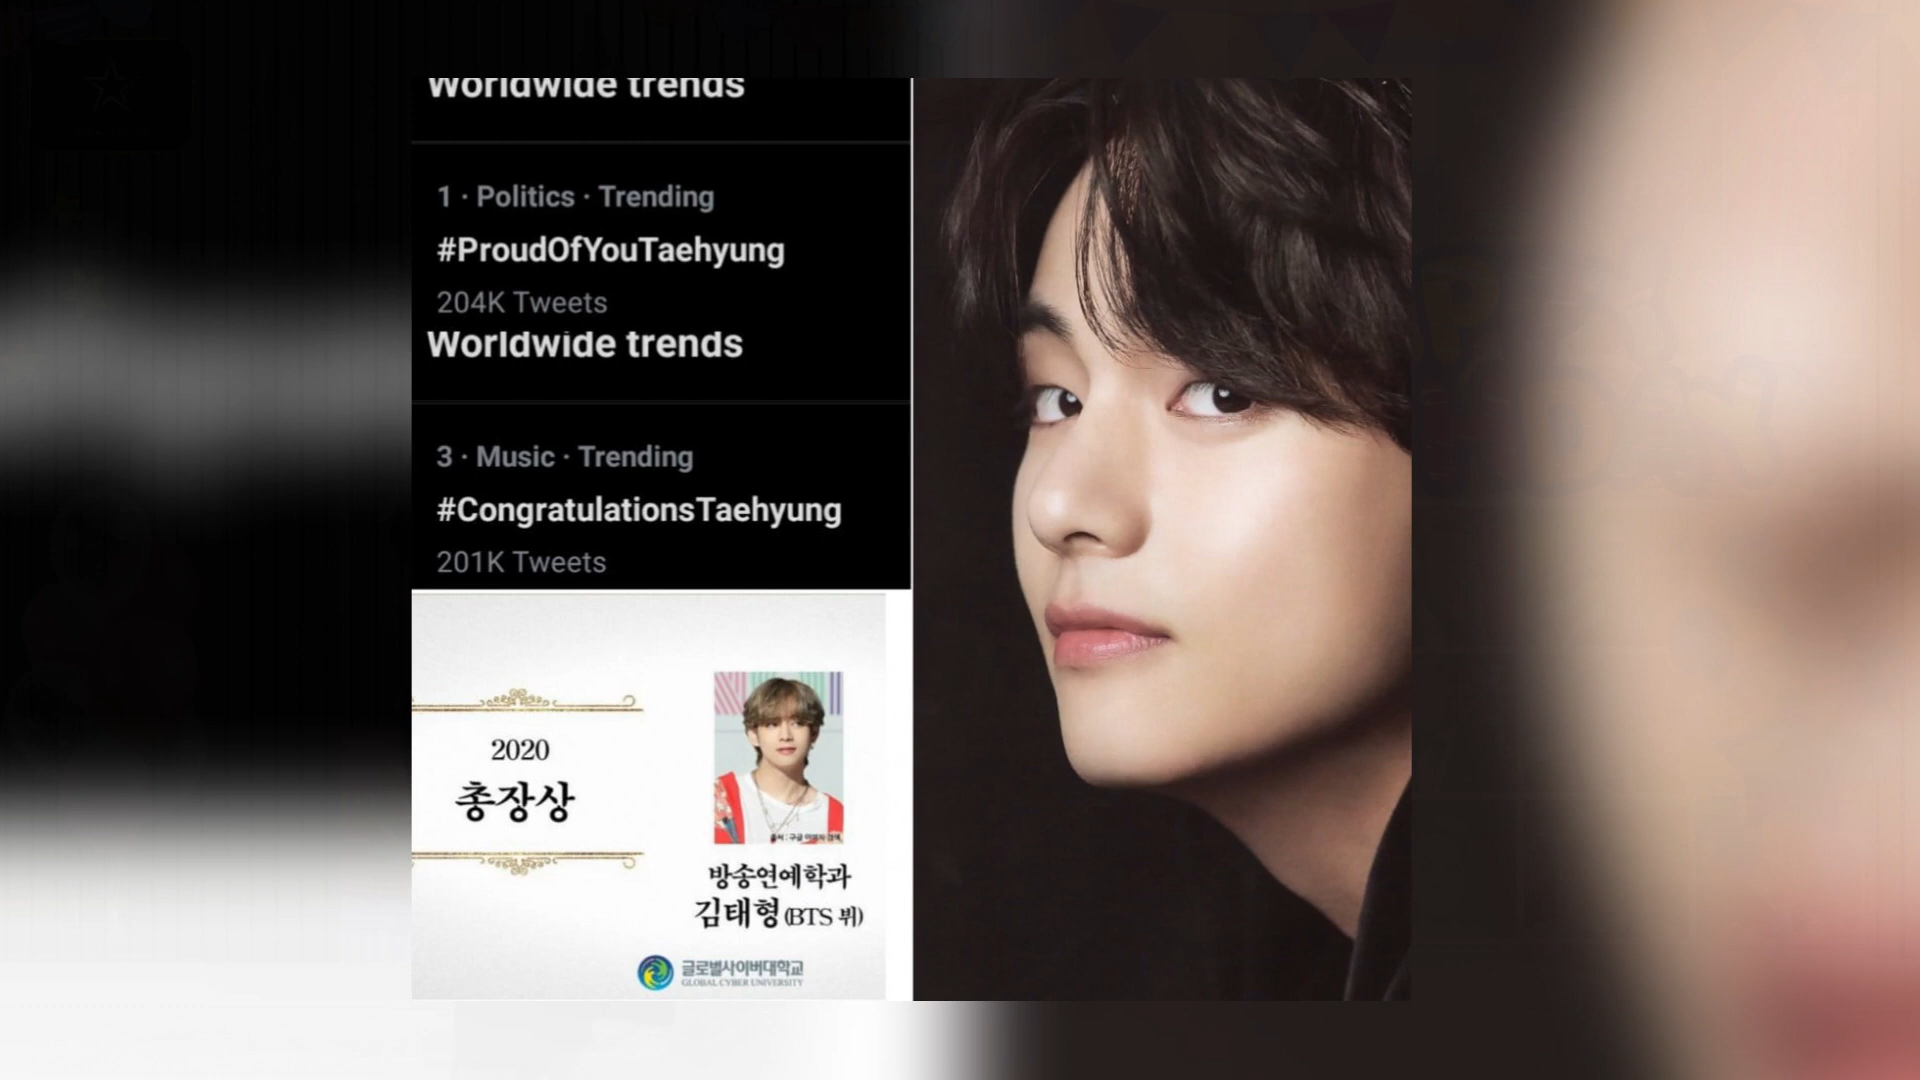 Worldwide trends
1 · Politics · Trending
#ProudOfYouTaehyung
204K Tweets
Worldwide trends
3 · Music · Trending
#CongratulationsTaehyung
201K Tweets
2020
총장상
방송연예학과
김태형(BTS 뷔)
글로벌사이버대학교
GLOBAL CYBER UNIVERSITY